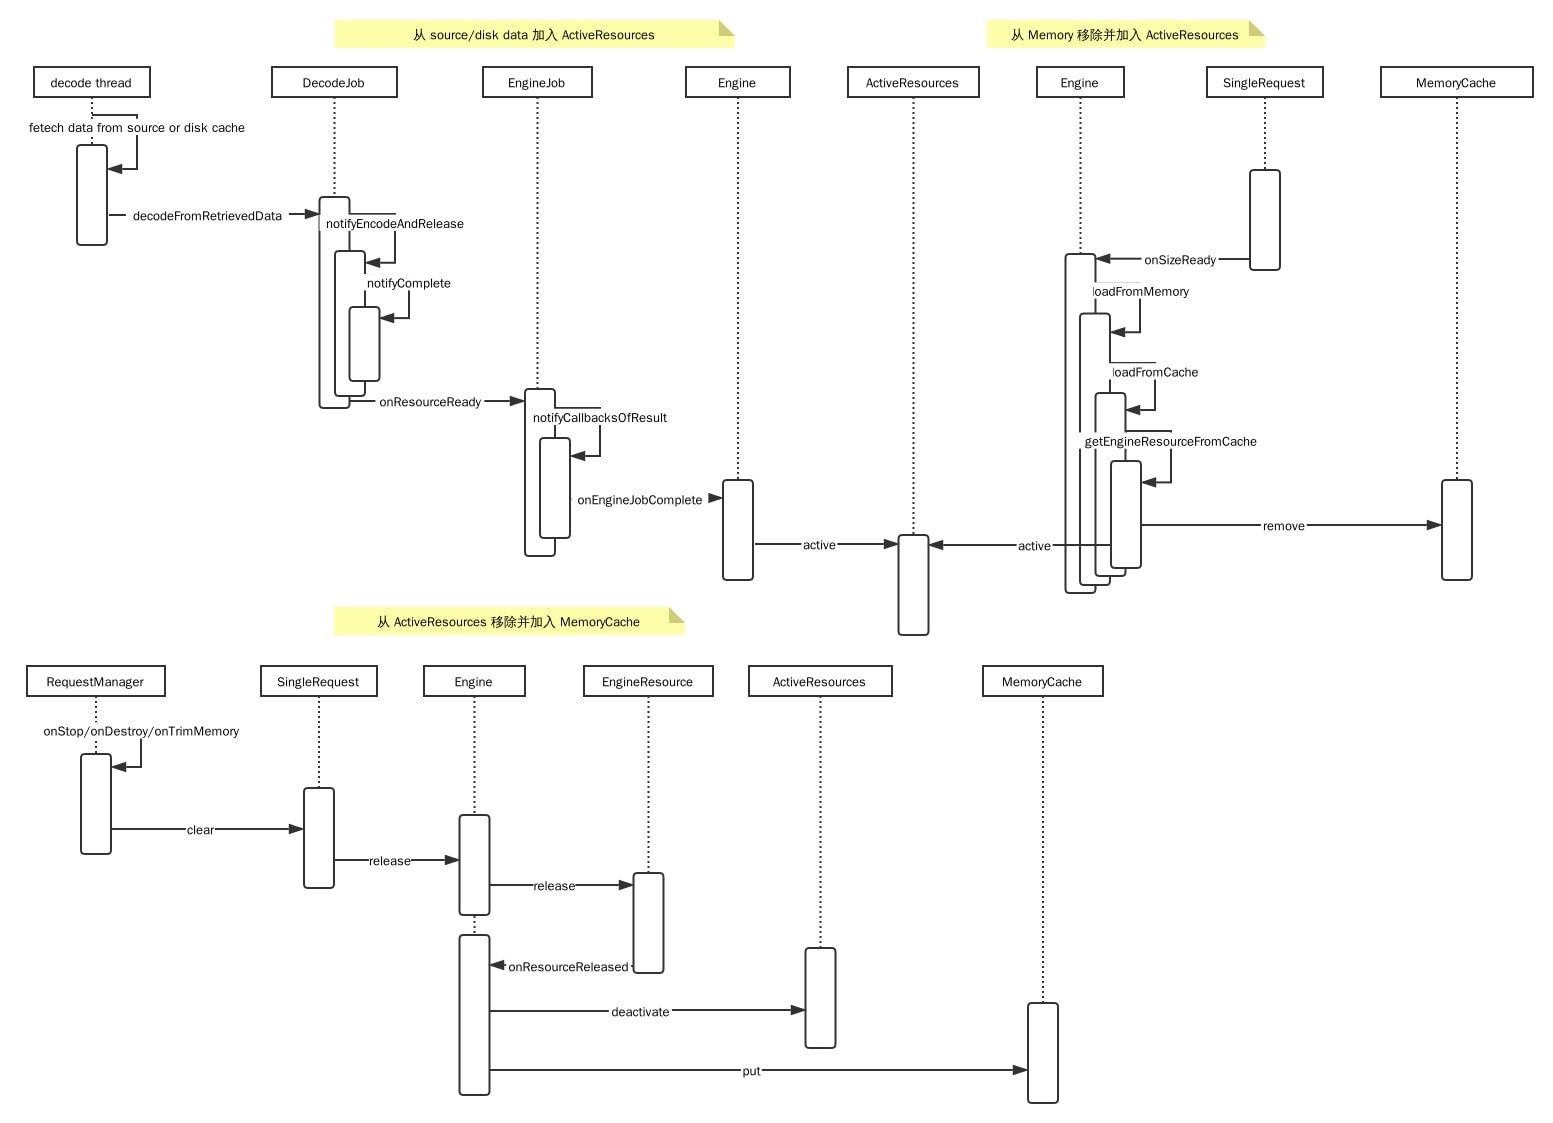 从 source/disk data 加入 ActiveResources
从 Memory 移除并加入 ActiveResources
decode thread
DecodeJob
EngineJob
Engine
ActiveResources
Engine
SingleRequest
MemoryCache
fetech data from source or disk cache
decodeFromRetrievedData
notifyEncodeAndRelease
onSizeReady
notifyComplete
loadFromMemory
loadFromCache
onResourceReady
notifyCallbacksOfResult
getEngineResourceFromCache
onEngineJobComplete
remove
active
active
从 ActiveResources 移除并加入 MemoryCache
RequestManager
SingleRequest
Engine
EngineResource
ActiveResources
MemoryCache
onStop/onDestroy/onTrimMemory
clear
release
release
onResourceReleased
deactivate
put